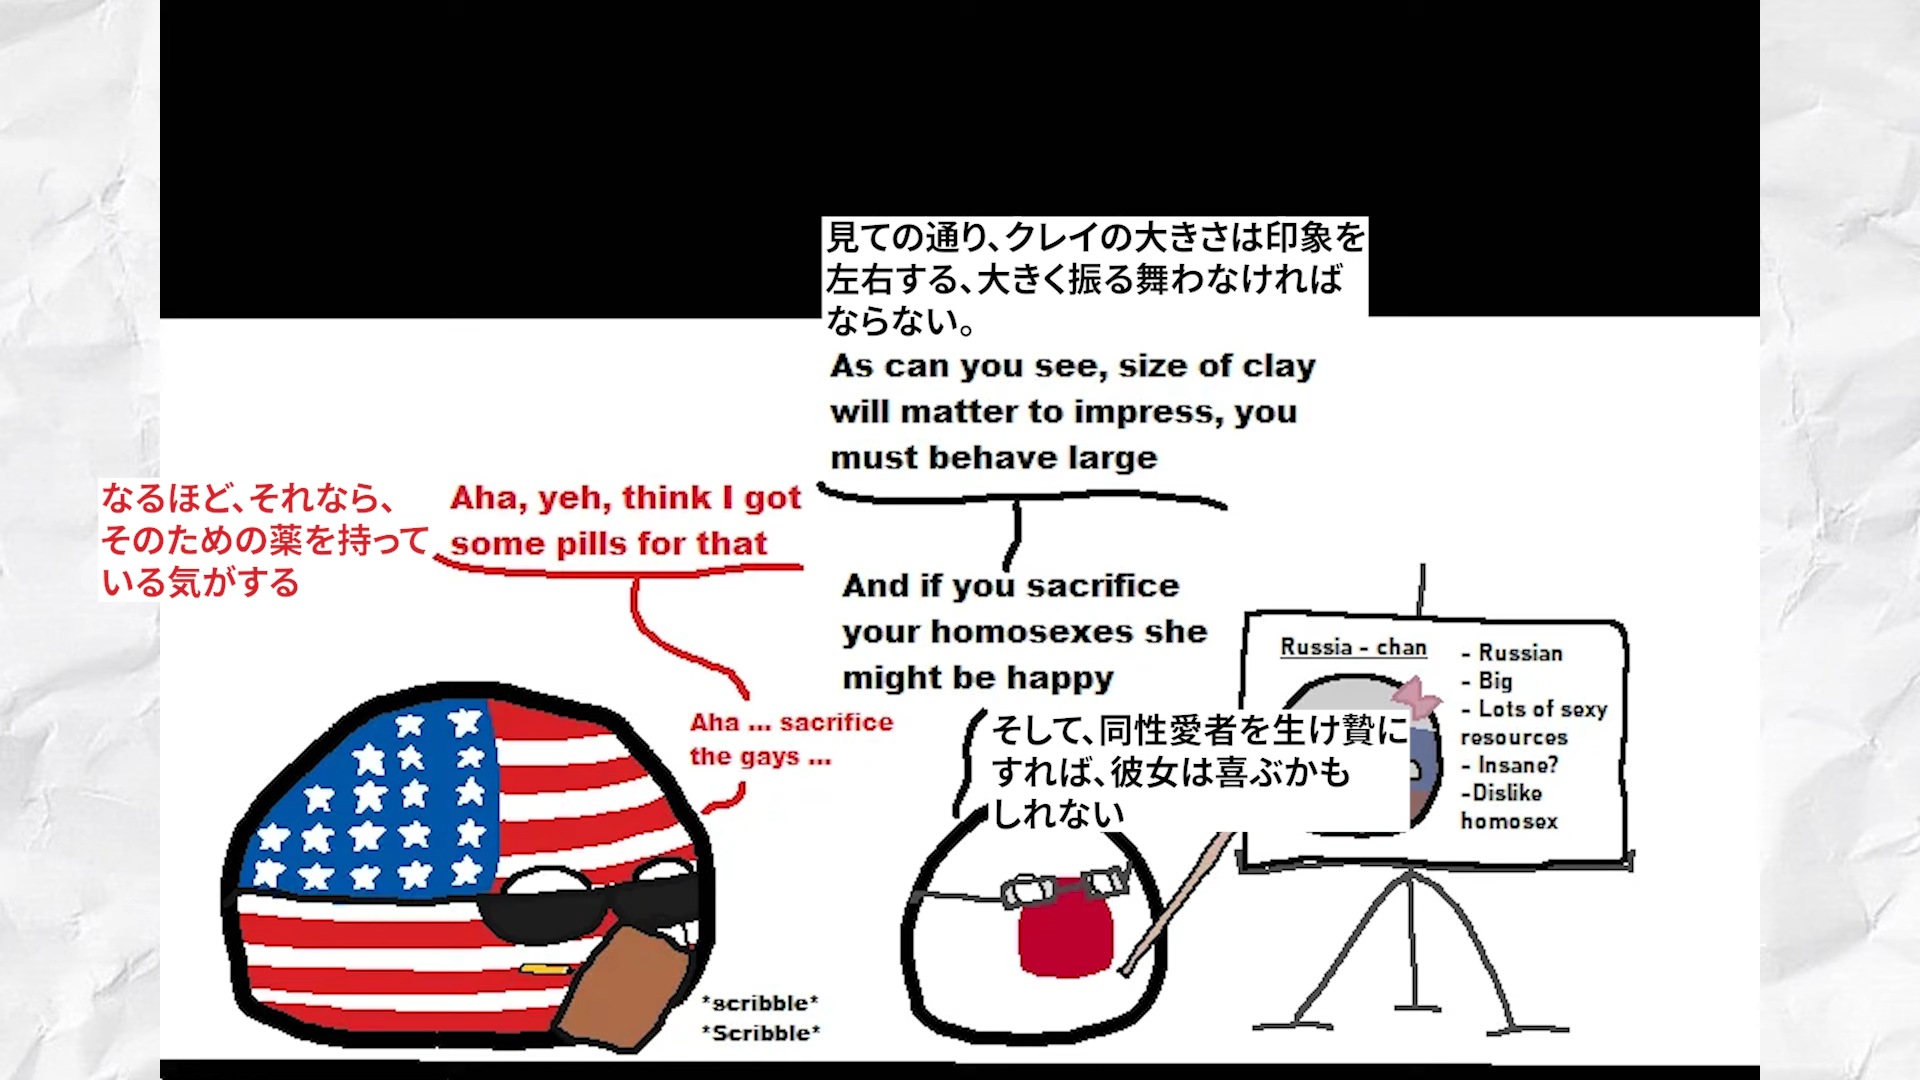 見ての通り、クレイの大きさは印象を
左右する、大きく振る舞わなければ
ならない。
As can you see, size of clay
will matter to impress, you
must behave large
なるほど、それなら、
そのための薬を持って
いる気がする
Aha, yeh, think I got
some pills for that
And if you sacrifice
your homosexes she
might be happy
そして、同性愛者を生け贄に
すれば、彼女は喜ぶかも
しれない
Aha ... sacrifice
the gays ...
Russia - chan
- Russian
- Big
- Lots of sexy
resources
- Insane?
-Dislike
homosex
*scribble*
*Scribble*